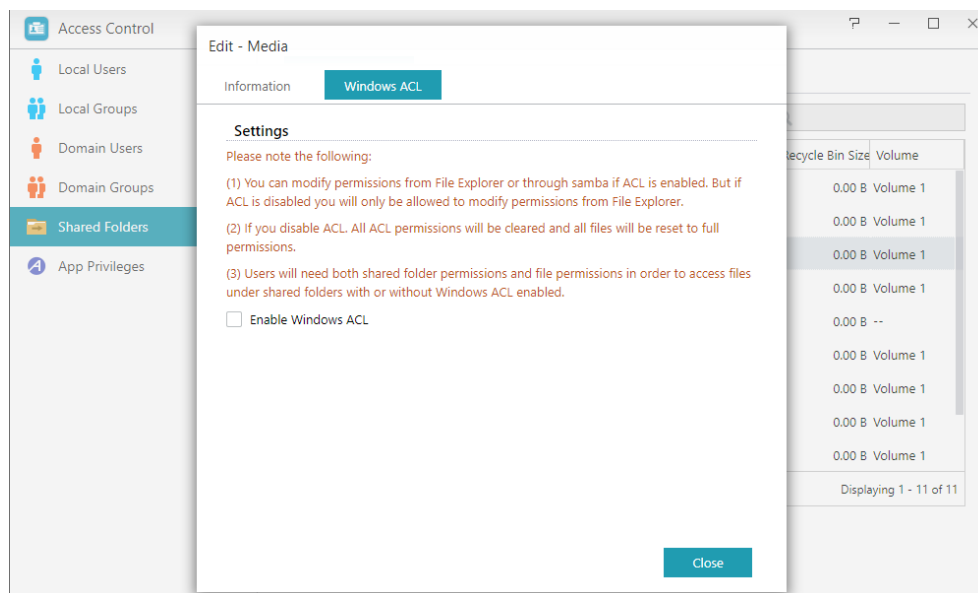 Access Control
Local Users
Local Groups
Domain Users
Domain Groups
Shared Folders
App Privileges
Edit - Media
Information
Windows ACL
Settings
Please note the following:
(1) You can modify permissions from File Explorer or through samba if ACL is enabled. But if
ACL is disabled you will only be allowed to modify permissions from File Explorer.
(2) If you disable ACL. All ACL permissions will be cleared and all files will be reset to full
permissions.
(3) Users will need both shared folder permissions and file permissions in order to access files
under shared folders with or without Windows ACL enabled.
Enable Windows ACL
Close
?
Recycle Bin Size Volume
0.00 B Volume 1
0.00 B Volume 1
0.00 B Volume 1
0.00 B Volume 1
0.00 B --
0.00 B Volume 1
0.00 B Volume 1
0.00 B Volume 1
0.00 B Volume 1
Displaying 1 - 11 of 11